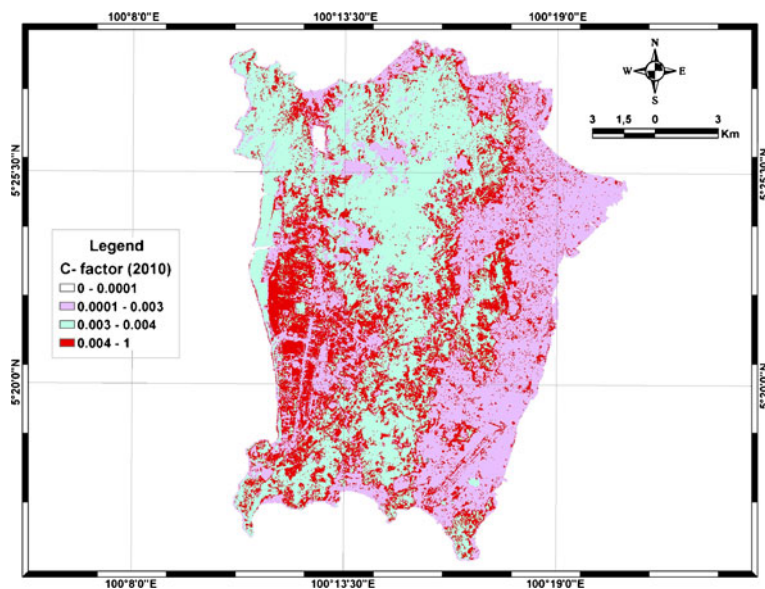 100°8'0"E 100°13'30"E 100°19'0"E
N
W E
S
3 1,5 0 3
Km
5°25'30"N 5°25'30"N
Legend
C- factor (2010)
0 - 0.0001
0.0001 - 0.003
0.003 - 0.004
0.004 - 1
5°20'0"N 5°20'0"N
100°8'0"E 100°13'30"E 100°19'0"E